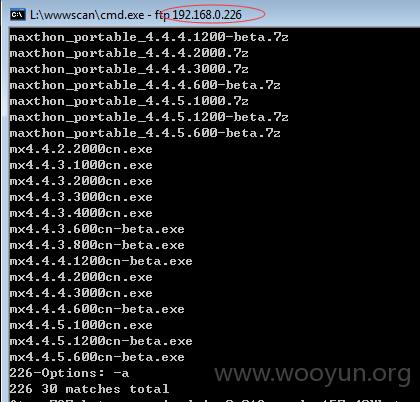 L:\wwwscan\cmd.exe - ftp 192.168.0.226
maxthon_portable_4.4.4.1200-beta.7z
maxthon_portable_4.4.4.2000.7z
maxthon_portable_4.4.4.3000.7z
maxthon_portable_4.4.4.600-beta.7z
maxthon_portable_4.4.5.1000.7z
maxthon_portable_4.4.5.1200-beta.7z
maxthon_portable_4.4.5.600-beta.7z
mx4.4.2.2000cn.exe
mx4.4.3.1000cn.exe
mx4.4.3.2000cn.exe
mx4.4.3.3000cn.exe
mx4.4.3.4000cn.exe
mx4.4.3.600cn-beta.exe
mx4.4.3.800cn-beta.exe
mx4.4.4.1200cn-beta.exe
mx4.4.4.2000cn.exe
mx4.4.4.3000cn.exe
mx4.4.4.600cn-beta.exe
mx4.4.5.1000cn.exe
mx4.4.5.1200cn-beta.exe
mx4.4.5.600cn-beta.exe
226-Options: -a
226 30 matches total
www.wooyun.org